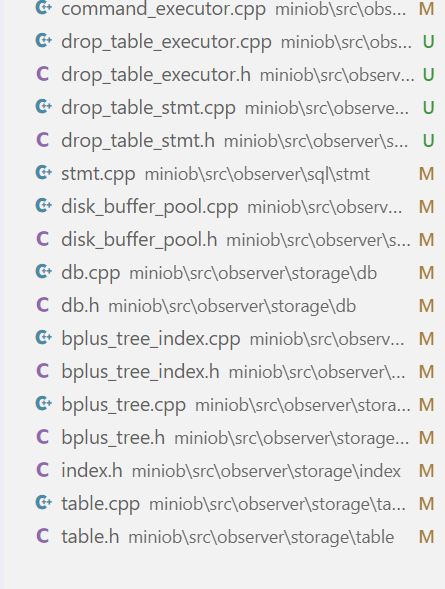 command_executor.cpp miniob\src\obs... M
drop_table_executor.cpp miniob\src\obs... U
C drop_table_executor.h miniob\src\observ... U
drop_table_stmt.cpp miniob\src\observe... U
C drop_table_stmt.h miniob\src\observer\s... U
stmt.cpp miniob\src\observer\sql\stmt M
disk_buffer_pool.cpp miniob\src\observ... M
C disk_buffer_pool.h miniob\src\observer\s... M
db.cpp miniob\src\observer\storage\db M
C db.h miniob\src\observer\storage\db M
bplus_tree_index.cpp miniob\src\observ... M
C bplus_tree_index.h miniob\src\observer\... M
bplus_tree.cpp miniob\src\observer\stora... M
C bplus_tree.h miniob\src\observer\storage... M
C index.h miniob\src\observer\storage\index M
table.cpp miniob\src\observer\storage\ta... M
C table.h miniob\src\observer\storage\table M